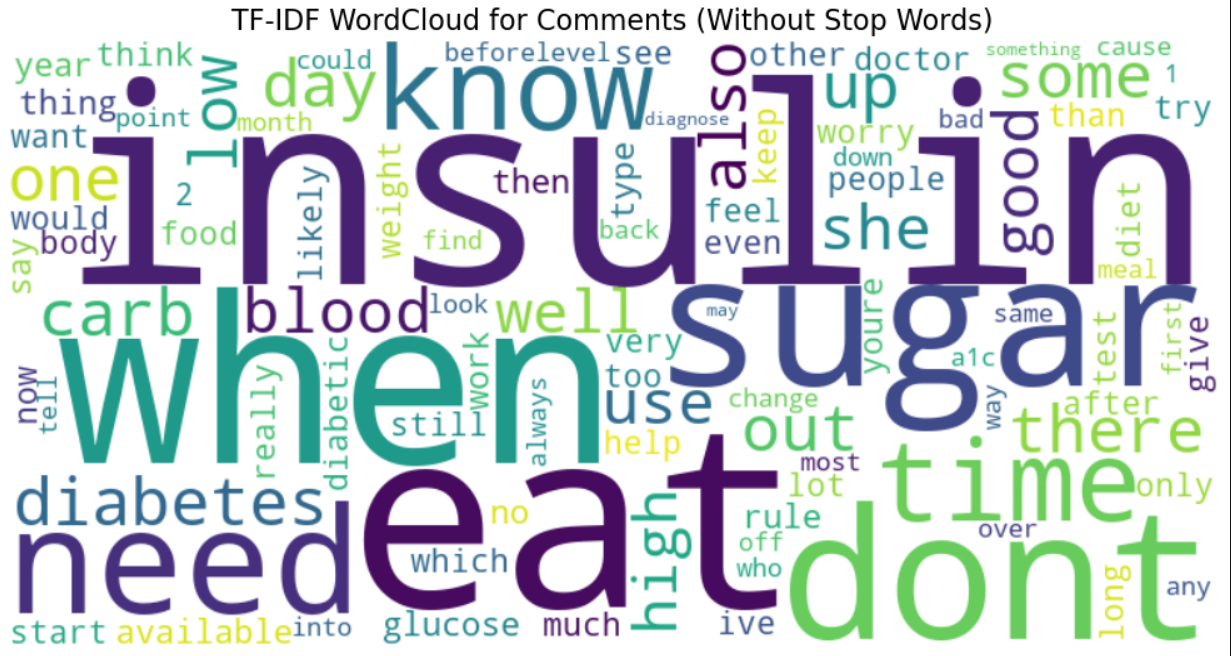 TF-IDF WordCloud for Comments (Without Stop Words)
year
think
low
could
day
know
before
level
see
also
other
doctor
something
cause
some
1
try
thing
point
month
want
insulin
diagnose
keep
up
worry
bad
than
good
one
2
likely
weight
then
type
down
people
would
body
food
find
back
feel
even
she
diet
say
meal
carb
blood
look
well
sugar
may
youre
same
test
first
give
when
very
work
too
a1c
now
tell
really
diabetic
still
always
use
help
change
way
after
out
there
most
lot
time
only
diabetes
need
eat
no
which
high
rule
off
who
over
dont
long
any
start
available
into
glucose
much
ive